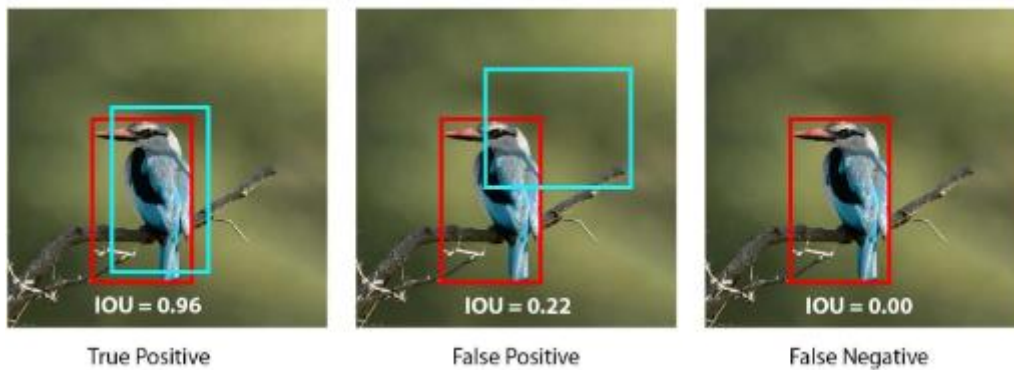 IOU = 0.96
IOU = 0.22
IOU = 0.00
True Positive
False Positive
False Negative